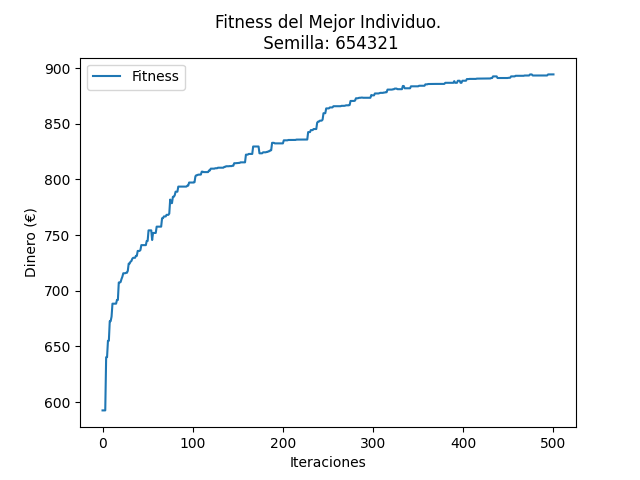 Fitness del Mejor Individuo.
Semilla: 654321
Fitness
Dinero (€)
900
850
800
750
700
650
600
0 100 200 300 400 500
Iteraciones